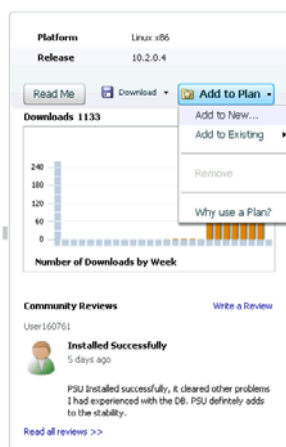 Platform Linux x86
Release 10.2.0.4
Read Me Download Add to Plan
Downloads 1133
Add to New...
Add to Existing
Remove
Why use a Plan?
240
180
120
60
0
Number of Downloads by Week
Community Reviews Write a Review
User160761
Installed Successfully
5 days ago
PSU Installed successfully, it cleared other problems
I had experienced with the DB. PSU defintely adds
to the stability.
Read all reviews >>